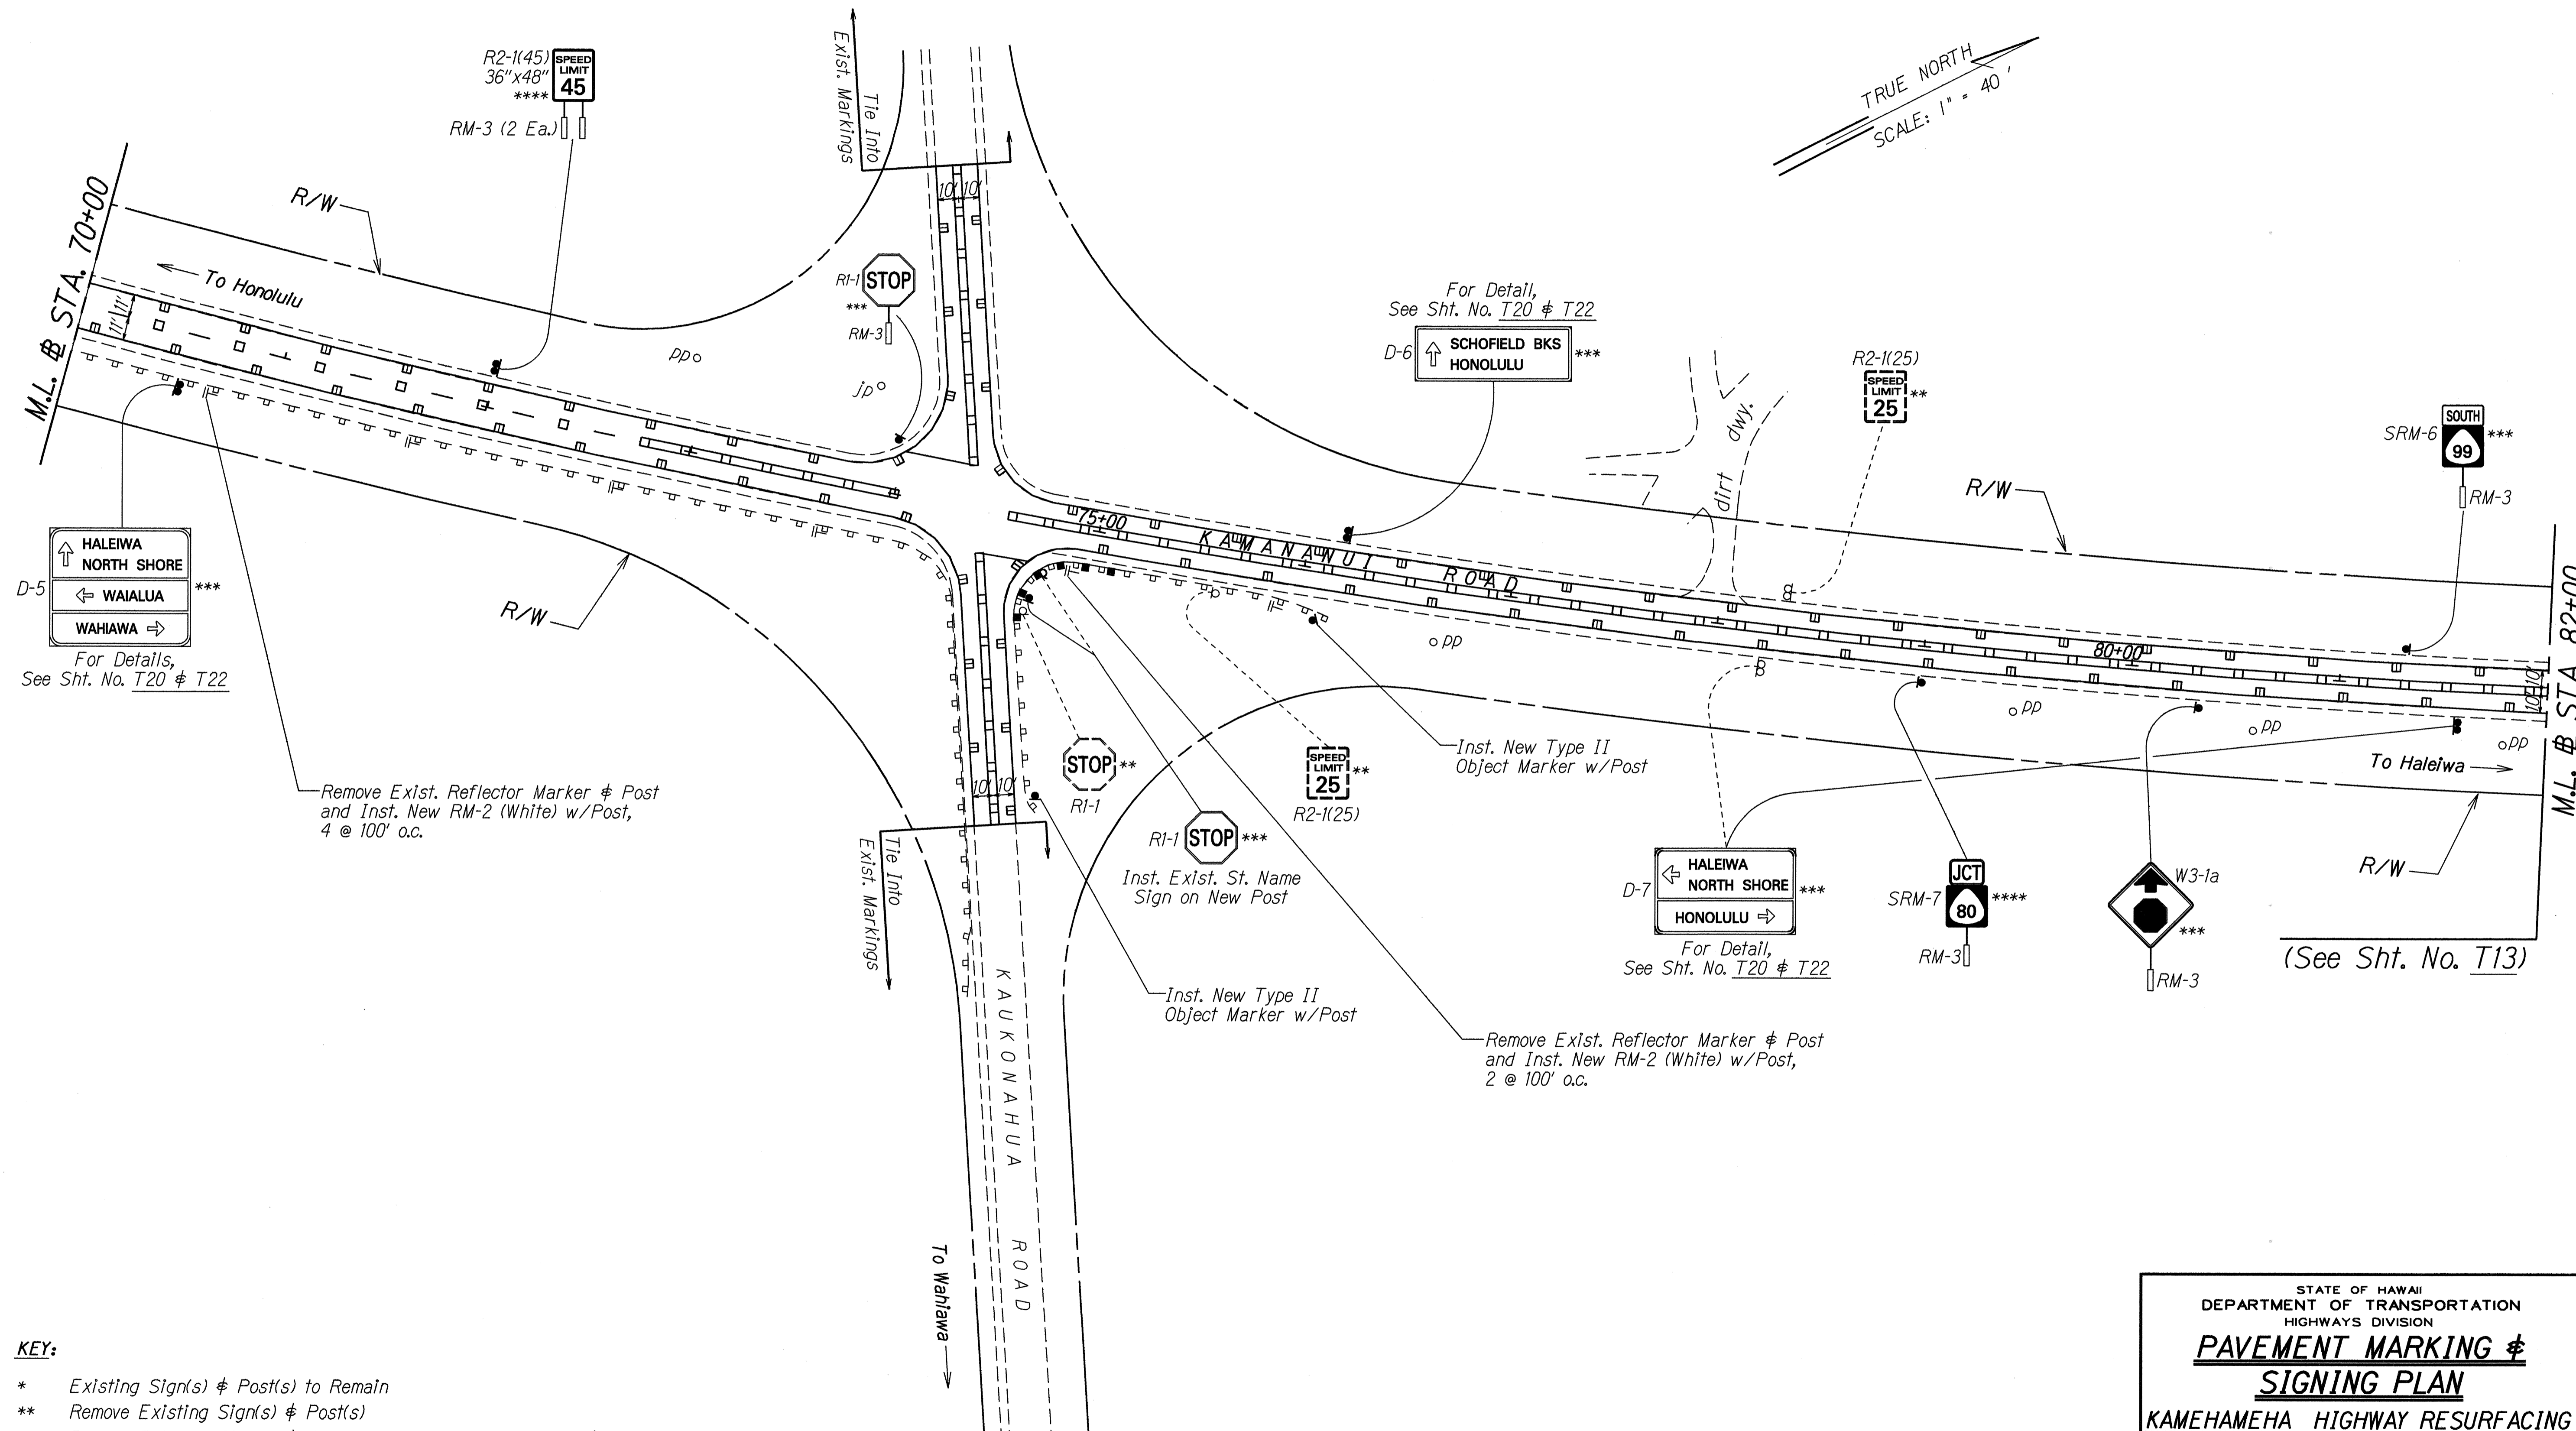 R2-1(45)
36"x48"
****
SPEED
LIMIT
45
RM-3 (2 Ea.)
Exist. Markings
Tie Into
TRUE NORTH
SCALE: 1" = 40'
R/W
M.L. B STA. 70+00
To Honolulu
11' 11'
10' 10'
R1-1
STOP
***
RM-3
pp
jp
For Detail,
See Sht. No. T20 & T22
D-6
SCHOFIELD BKS
HONOLULU
***
R2-1(25)
SPEED
LIMIT
25
**
dirt dwy.
SOUTH
SRM-6
99
***
RM-3
R/W
75+00
KAMANANUI ROAD
80+00
M.L. B STA 82+00
10' 10'
D-5
HALEIWA
NORTH SHORE
WAIALUA
WAHIAWA
***
For Details,
See Sht. No. T20 & T22
R/W
pp
pp
pp
pp
To Haleiwa
Remove Exist. Reflector Marker & Post
and Inst. New RM-2 (White) w/Post,
4 @ 100' o.c.
10' 10'
STOP
**
R1-1
SPEED
LIMIT
25
**
R2-1(25)
Inst. New Type II
Object Marker w/Post
R1-1
STOP
***
Inst. Exist. St. Name
Sign on New Post
Tie Into
Exist. Markings
D-7
HALEIWA
NORTH SHORE
HONOLULU
***
For Detail,
See Sht. No. T20 & T22
JCT
SRM-7
80
****
RM-3
W3-1a
***
RM-3
R/W
(See Sht. No. T13)
Inst. New Type II
Object Marker w/Post
Remove Exist. Reflector Marker & Post
and Inst. New RM-2 (White) w/Post,
2 @ 100' o.c.
KAUKONAHUA ROAD
To Wahiawa
KEY:
* Existing Sign(s) & Post(s) to Remain
** Remove Existing Sign(s) & Post(s)
STATE OF HAWAII
DEPARTMENT OF TRANSPORTATION
HIGHWAYS DIVISION
PAVEMENT MARKING &
SIGNING PLAN
KAMEHAMEHA HIGHWAY RESURFACING